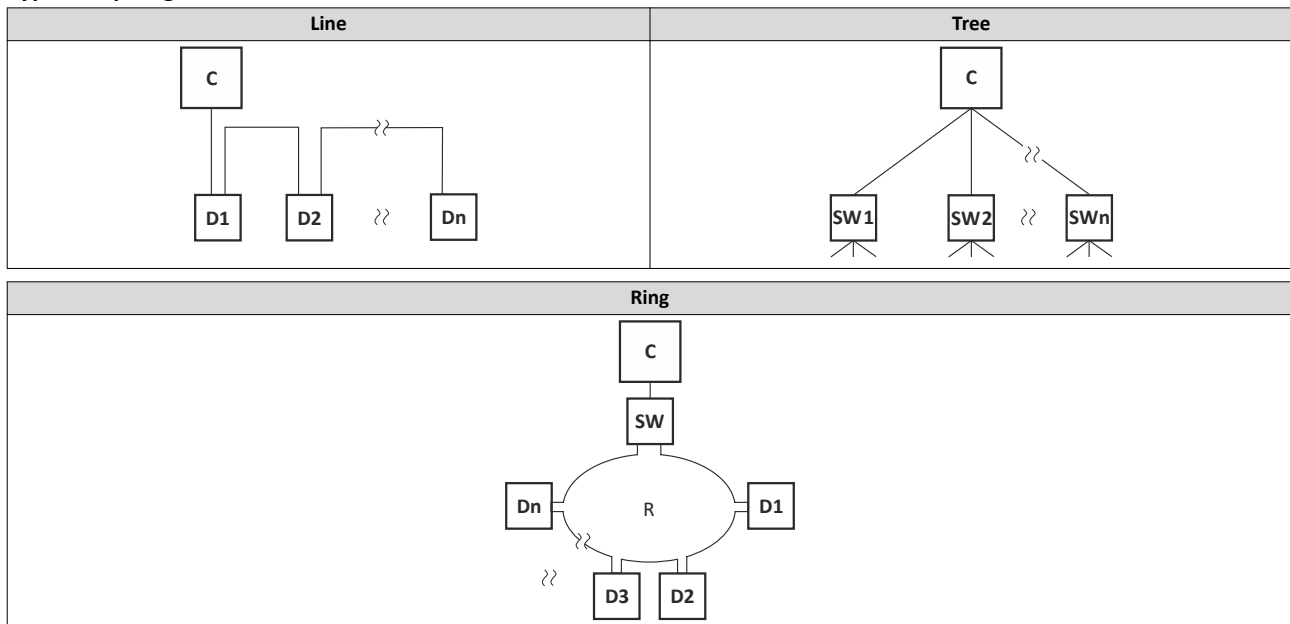 Line
Tree
C
D1 D2 Dn
C
SW1 SW2 SWn
Ring
C
SW
Dn
R
D1
D3 D2